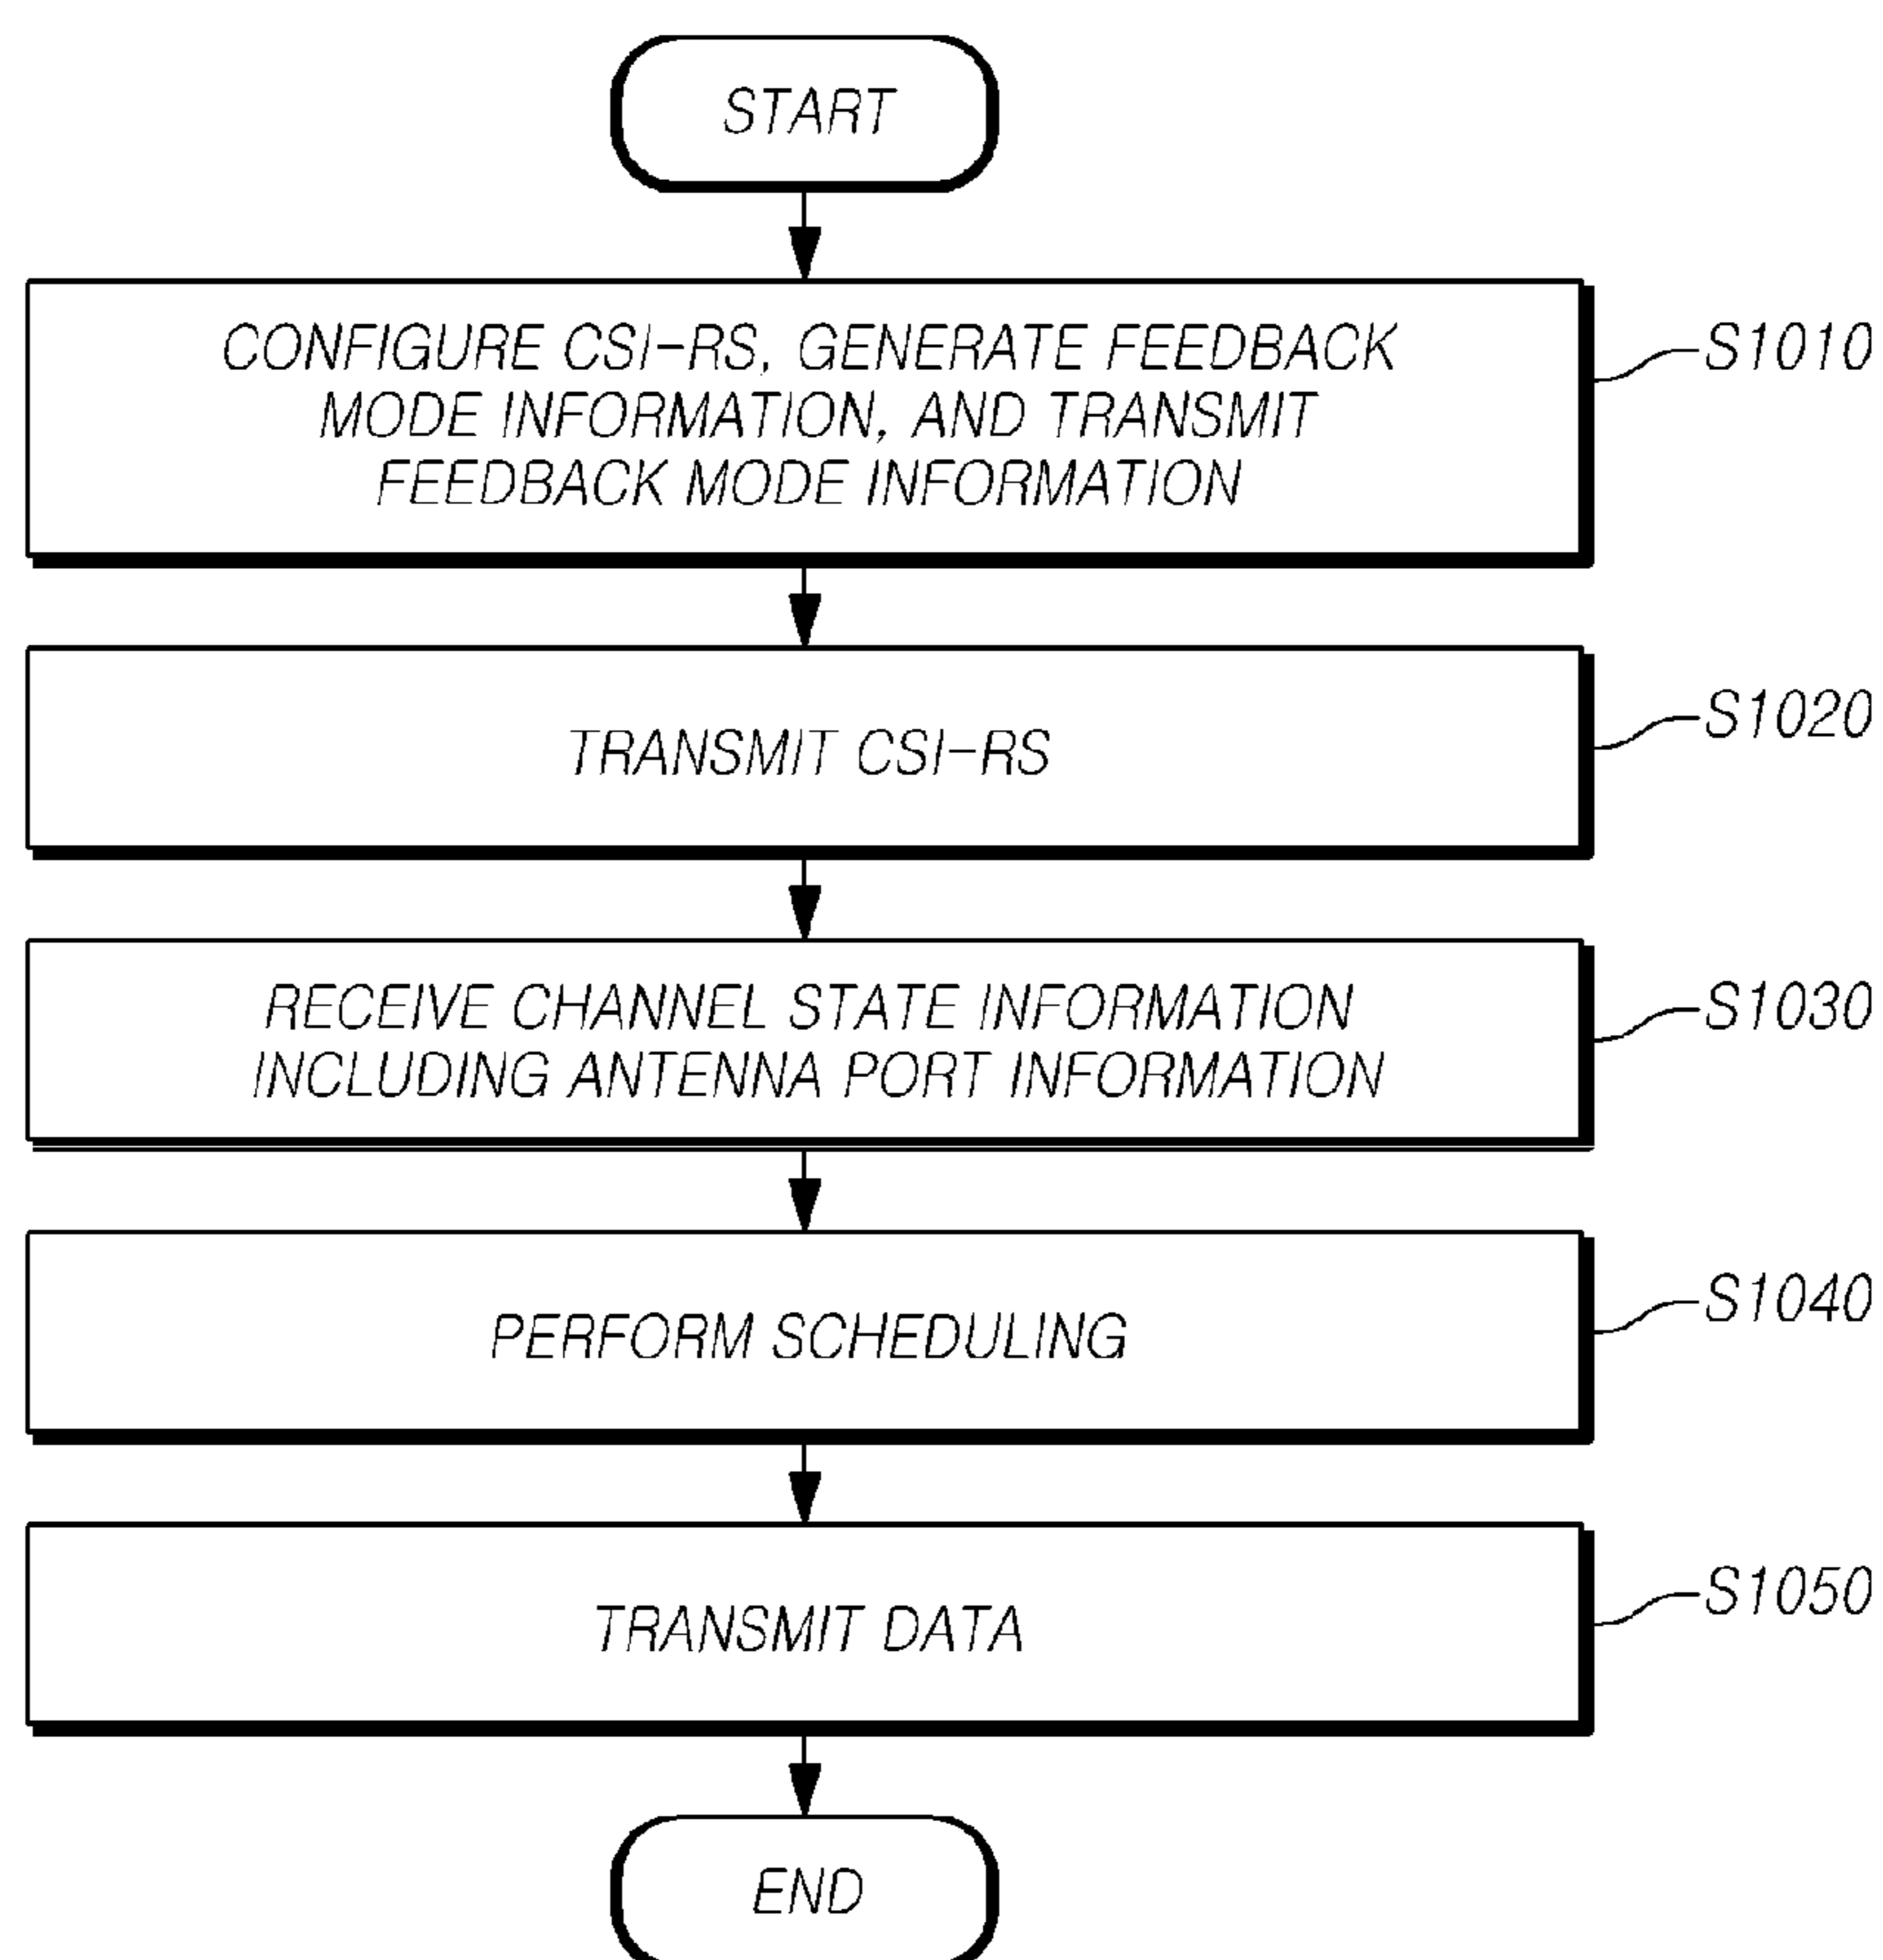 START
CONFIGURE CSI-RS, GENERATE FEEDBACK
MODE INFORMATION, AND TRANSMIT
FEEDBACK MODE INFORMATION
S1010
TRANSMIT CSI-RS
S1020
RECEIVE CHANNEL STATE INFORMATION
INCLUDING ANTENNA PORT INFORMATION
S1030
PERFORM SCHEDULING
S1040
TRANSMIT DATA
S1050
END